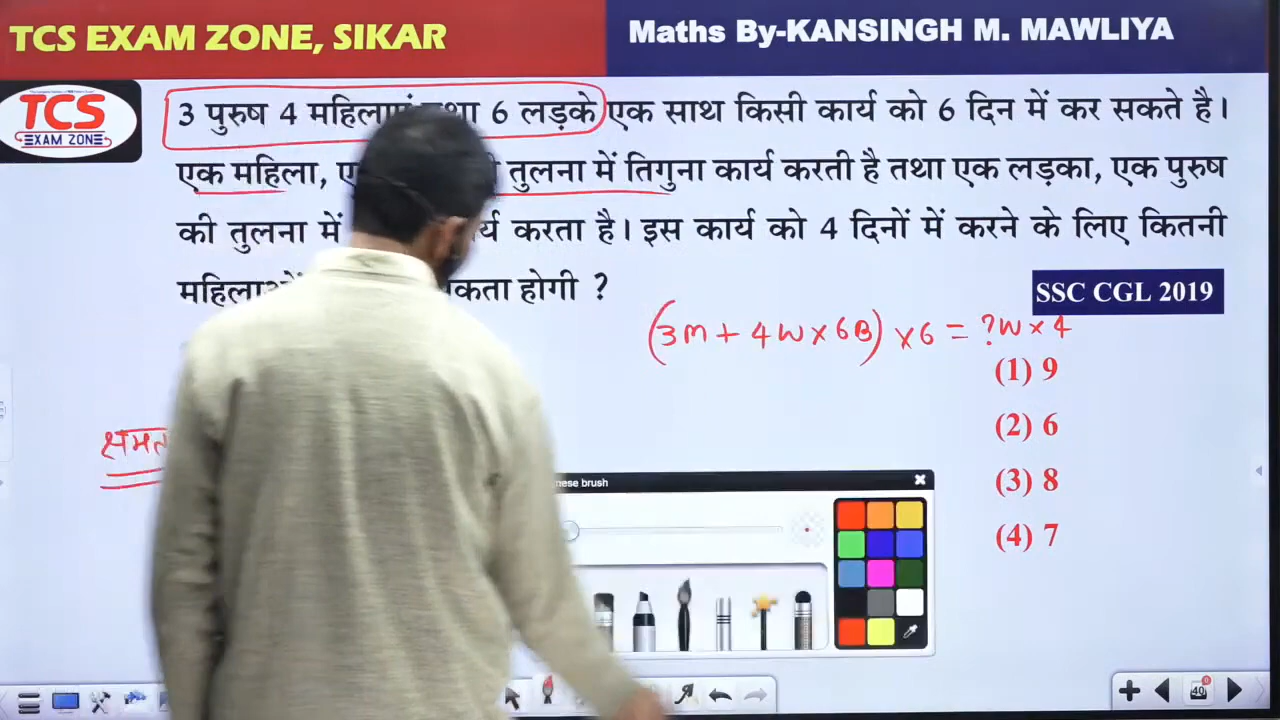 TCS EXAM ZONE, SIKAR
Maths By-KANSINGH M. MAWLIYA
TCS
EXAM ZONE
3 पुरुष 4 महिलाएं तथा 6 लड़के एक साथ किसी कार्य को 6 दिन में कर सकते है।
एक महिला, तुलना में तिगुना कार्य करती है तथा एक लड़का, एक पुरुष
की तुलना में करता है। इस कार्य को 4 दिनों में करने के लिए कितनी
होगी ?
SSC CGL 2019
(3m + 4w × 6B) × 6 = ?w × 4
(1) 9
(2) 6
(3) 8
(4) 7
brush
40